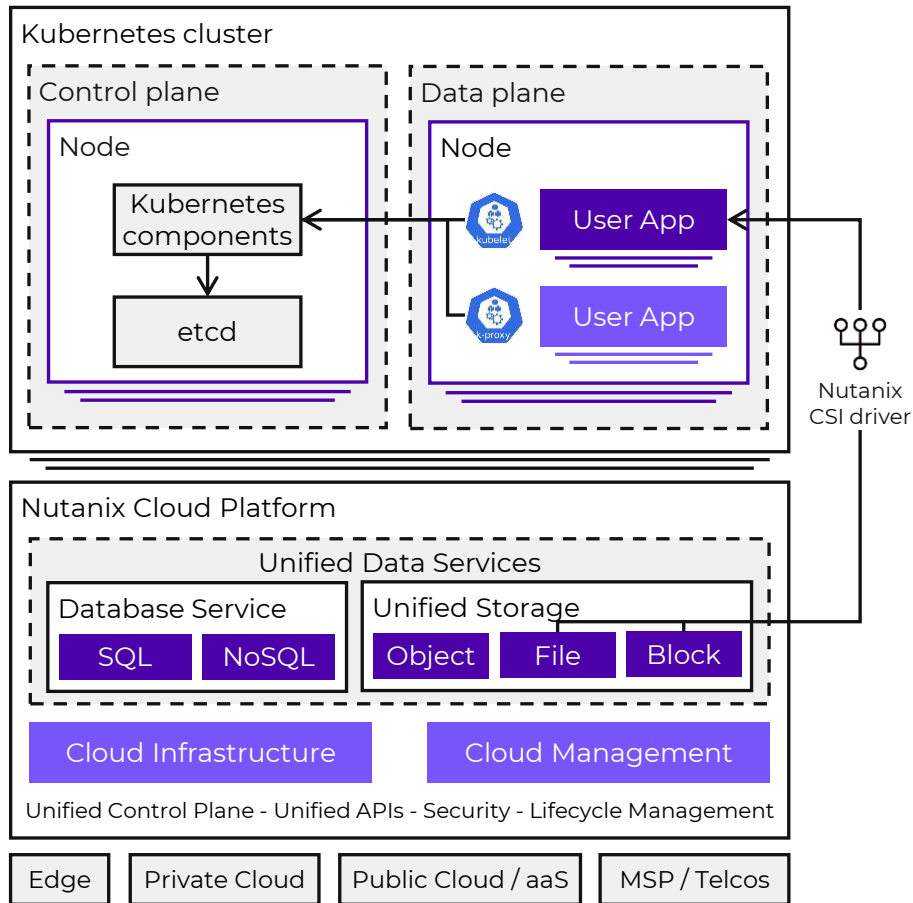 Kubernetes cluster
Control plane
Node
Kubernetes
components
etcd
Data plane
Node
kubelet
User App
k-proxy
User App
Nutanix
CSI driver
Nutanix Cloud Platform
Unified Data Services
Database Service
SQL
NoSQL
Unified Storage
Object
File
Block
Cloud Infrastructure
Cloud Management
Unified Control Plane - Unified APIs - Security - Lifecycle Management
Edge
Private Cloud
Public Cloud / aaS
MSP / Telcos